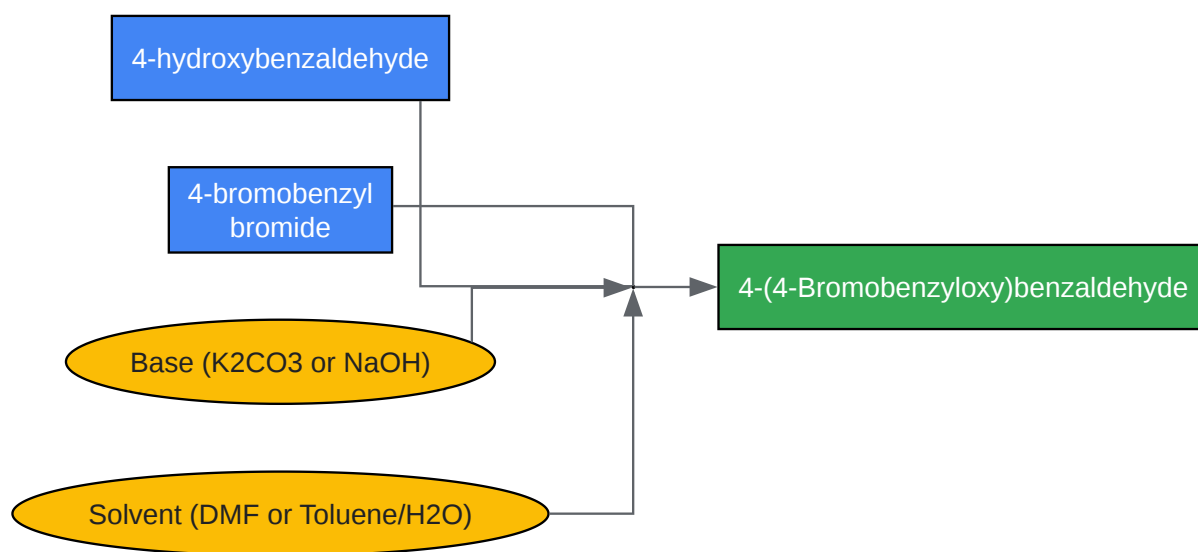 4-hydroxybenzaldehyde
4-bromobenzyl
bromide
4-(4-Bromobenzyloxy)benzaldehyde
Base (K2CO3 or NaOH)
Solvent (DMF or Toluene/H2O)